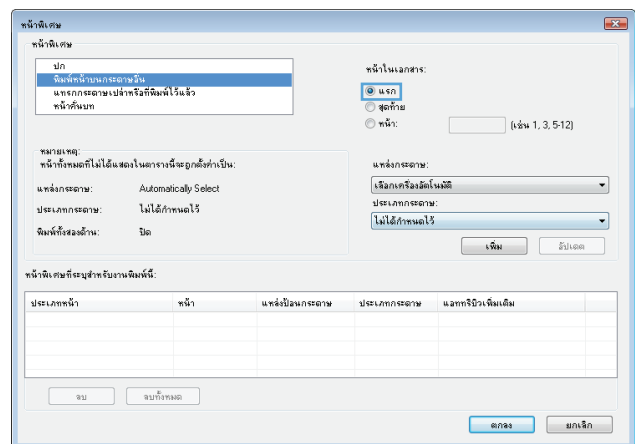 หน้าพิเศษ
หน้าพิเศษ
ปก
พิมพ์หน้าบนกระดาษอื่น
แทรกกระดาษเปล่าหรือที่พิมพ์ไว้แล้ว
หน้าคั่นบท
หน้าในเอกสาร:
แรก
สุดท้าย
หน้า: (เช่น 1, 3, 5-12)
หมายเหตุ:
หน้าทั้งหมดที่ไม่ได้แสดงในตารางนี้จะถูกตั้งค่าเป็น:
แหล่งกระดาษ: Automatically Select
ประเภทกระดาษ: ไม่ได้กำหนดไว้
พิมพ์ทั้งสองด้าน: ปิด
แหล่งกระดาษ:
เลือกเครื่องอัตโนมัติ
ประเภทกระดาษ:
ไม่ได้กำหนดไว้
เพิ่ม อัปเดต
หน้าพิเศษที่ระบุสำหรับงานพิมพ์นี้:
ประเภทหน้า หน้า แหล่งป้อนกระดาษ ประเภทกระดาษ แอททริบิวเพิ่มเติม
ลบ ลบทั้งหมด
ตกลง ยกเลิก